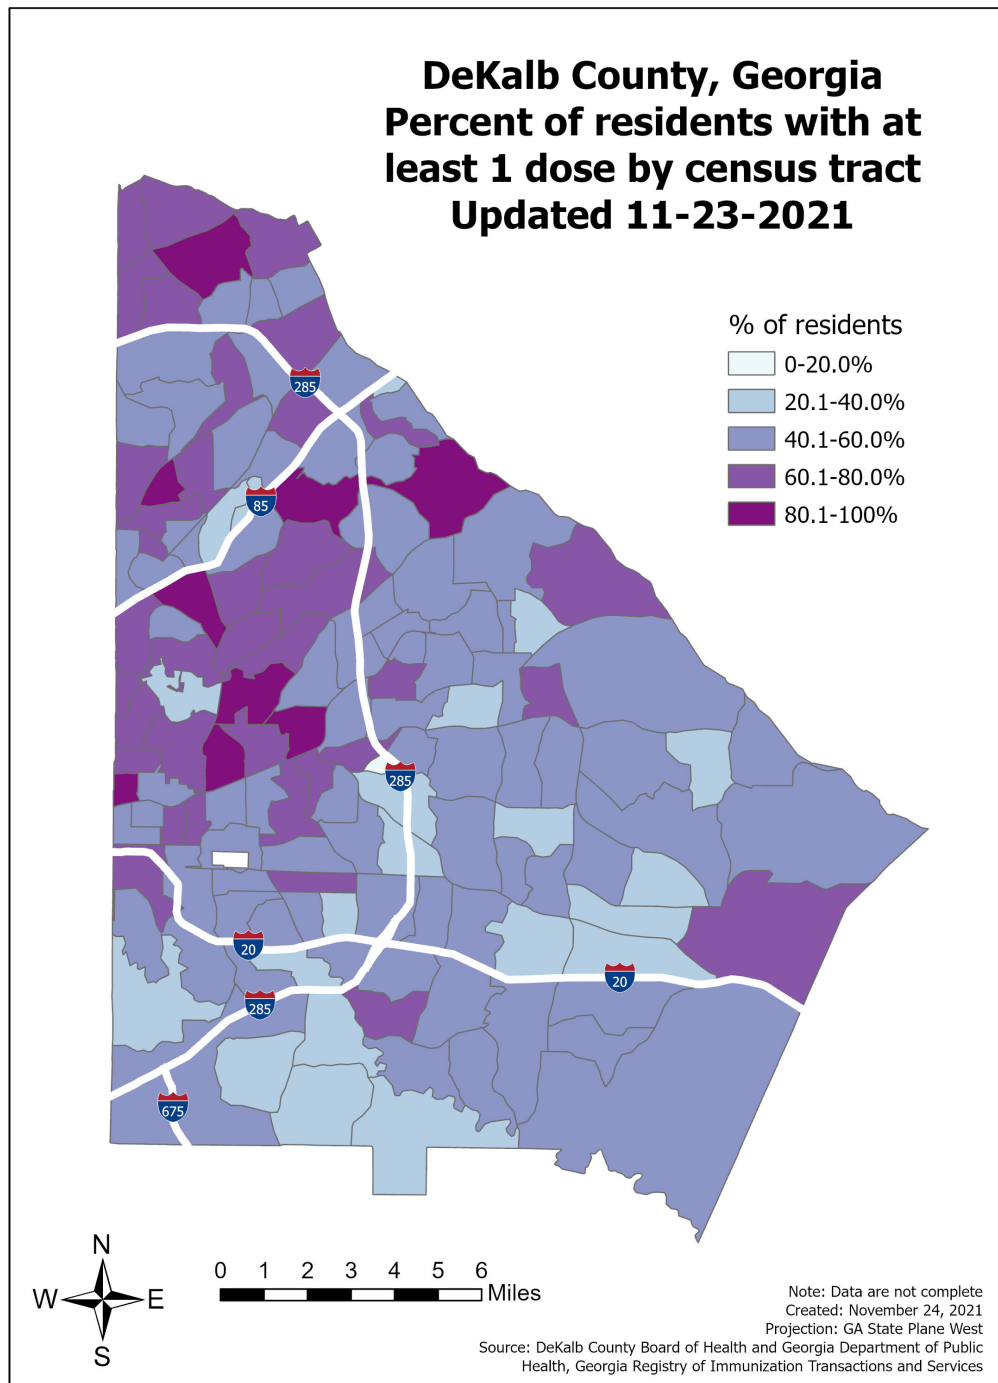 DeKalb County, Georgia
Percent of residents with at
least 1 dose by census tract
Updated 11-23-2021
% of residents
0-20.0%
20.1-40.0%
40.1-60.0%
60.1-80.0%
80.1-100%
285
85
285
20
20
285
675
N
W E
S
0 1 2 3 4 5 6
Miles
Note: Data are not complete
Created: November 24, 2021
Projection: GA State Plane West
Source: DeKalb County Board of Health and Georgia Department of Public
Health, Georgia Registry of Immunization Transactions and Services